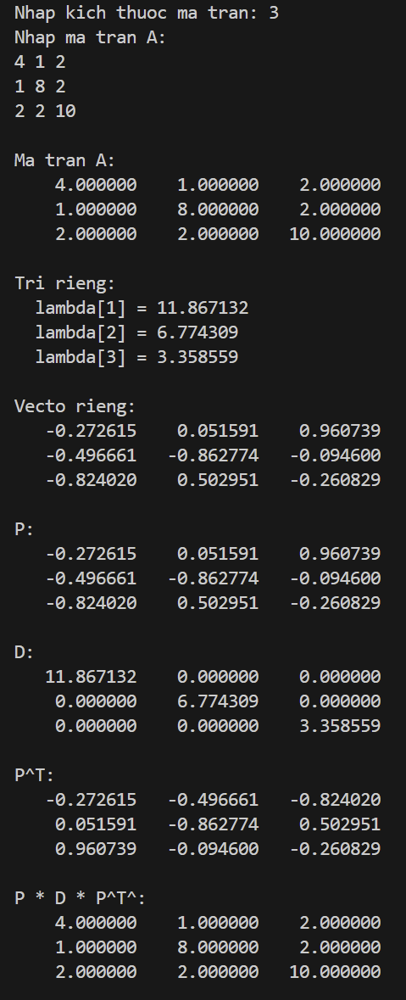 Nhap kich thuoc ma tran: 3
Nhap ma tran A:
4 1 2
1 8 2
2 2 10
Ma tran A:
4.000000 1.000000 2.000000
1.000000 8.000000 2.000000
2.000000 2.000000 10.000000
Tri rieng:
lambda[1] = 11.867132
lambda[2] = 6.774309
lambda[3] = 3.358559
Vecto rieng:
-0.272615 0.051591 0.960739
-0.496661 -0.862774 -0.094600
-0.824020 0.502951 -0.260829
P:
-0.272615 0.051591 0.960739
-0.496661 -0.862774 -0.094600
-0.824020 0.502951 -0.260829
D:
11.867132 0.000000 0.000000
0.000000 6.774309 0.000000
0.000000 0.000000 3.358559
P^T:
-0.272615 -0.496661 -0.824020
0.051591 -0.862774 0.502951
0.960739 -0.094600 -0.260829
P * D * P^T^:
4.000000 1.000000 2.000000
1.000000 8.000000 2.000000
2.000000 2.000000 10.000000